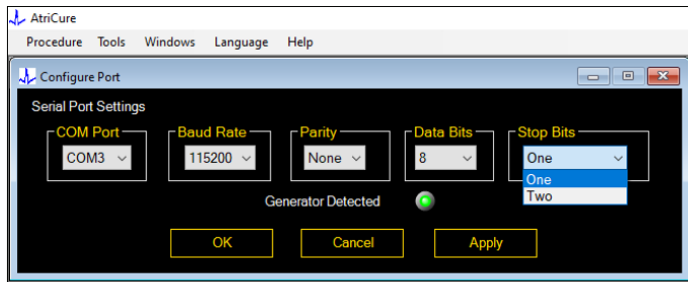 AtriCure
Procedure Tools Windows Language Help
Configure Port
Serial Port Settings
COM Port Baud Rate Parity Data Bits Stop Bits
COM3 115200 None 8 One
One
Two
Generator Detected
OK Cancel Apply